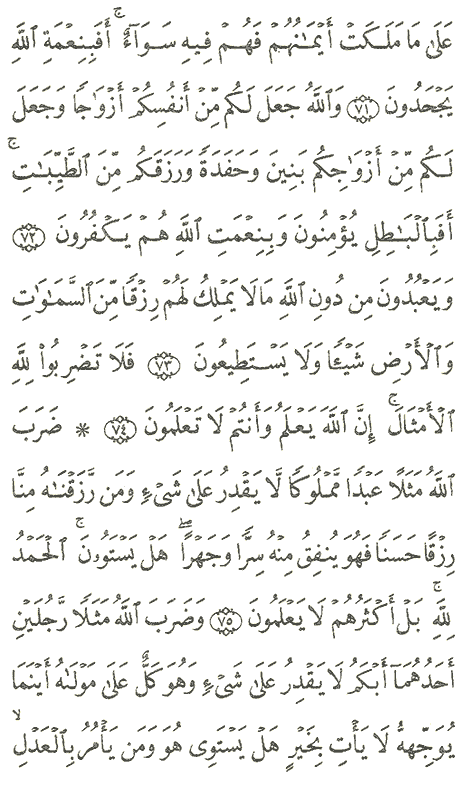 عَلَىٰ مَا مَلَكَتْ أَيْمَٰنُهُمْ فَهُمْ فِيهِ سَوَآءٌ ۚ أَفَبِنِعْمَةِ ٱللَّهِ
يَجْحَدُونَ ﴿٧١﴾ وَٱللَّهُ جَعَلَ لَكُم مِّنْ أَنفُسِكُمْ أَزْوَٰجًا وَجَعَلَ
لَكُم مِّنْ أَزْوَٰجِكُم بَنِينَ وَحَفَدَةً وَرَزَقَكُم مِّنَ ٱلطَّيِّبَٰتِ ۚ
أَفَبِٱلْبَٰطِلِ يُؤْمِنُونَ وَبِنِعْمَتِ ٱللَّهِ هُمْ يَكْفُرُونَ ﴿٧٢﴾
وَيَعْبُدُونَ مِن دُونِ ٱللَّهِ مَا لَا يَمْلِكُ لَهُمْ رِزْقًا مِّنَ ٱلسَّمَٰوَٰتِ
وَٱلْأَرْضِ شَيْـًٔا وَلَا يَسْتَطِيعُونَ ﴿٧٣﴾ فَلَا تَضْرِبُوا۟ لِلَّهِ
ٱلْأَمْثَالَ ۚ إِنَّ ٱللَّهَ يَعْلَمُ وَأَنتُمْ لَا تَعْلَمُونَ ﴿٧٤﴾ * ضَرَبَ
ٱللَّهُ مَثَلًا عَبْدًا مَّمْلُوكًا لَّا يَقْدِرُ عَلَىٰ شَىْءٍ وَمَن رَّزَقْنَٰهُ مِنَّا
رِزْقًا حَسَنًا فَهُوَ يُنفِقُ مِنْهُ سِرًّا وَجَهْرًا ۖ هَلْ يَسْتَوُۥنَ ۚ ٱلْحَمْدُ
لِلَّهِ ۚ بَلْ أَكْثَرُهُمْ لَا يَعْلَمُونَ ﴿٧٥﴾ وَضَرَبَ ٱللَّهُ مَثَلًا رَّجُلَيْنِ
أَحَدُهُمَآ أَبْكَمُ لَا يَقْدِرُ عَلَىٰ شَىْءٍ وَهُوَ كَلٌّ عَلَىٰ مَوْلَىٰهُ أَيْنَمَا
يُوَجِّههُّ لَا يَأْتِ بِخَيْرٍ هَلْ يَسْتَوِى هُوَ وَمَن يَأْمُرُ بِٱلْعَدْلِ ۙ